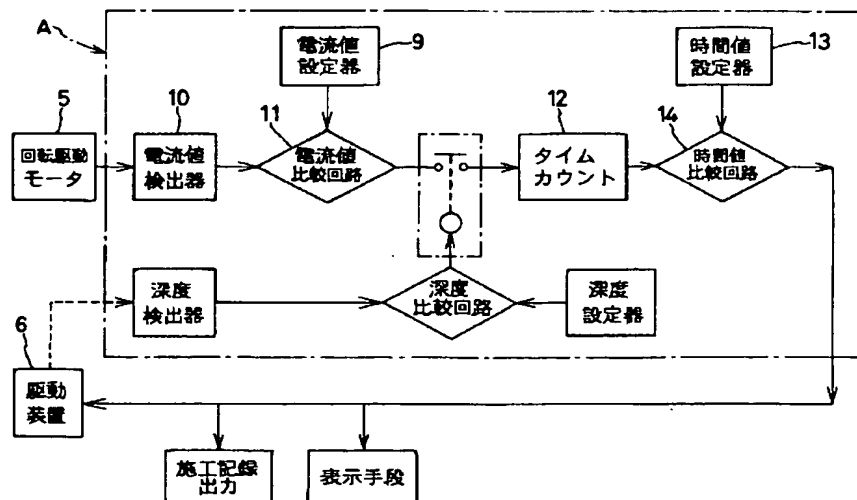 A
電流値
設定器
9
時間値
設定器
13
5
回転駆動
モータ
10
電流値
検出器
11
電流値
比較回路
12
タイム
カウント
14
時間値
比較回路
深度
検出器
深度
比較回路
深度
設定器
6
駆動
装置
施工記録
出力
表示手段